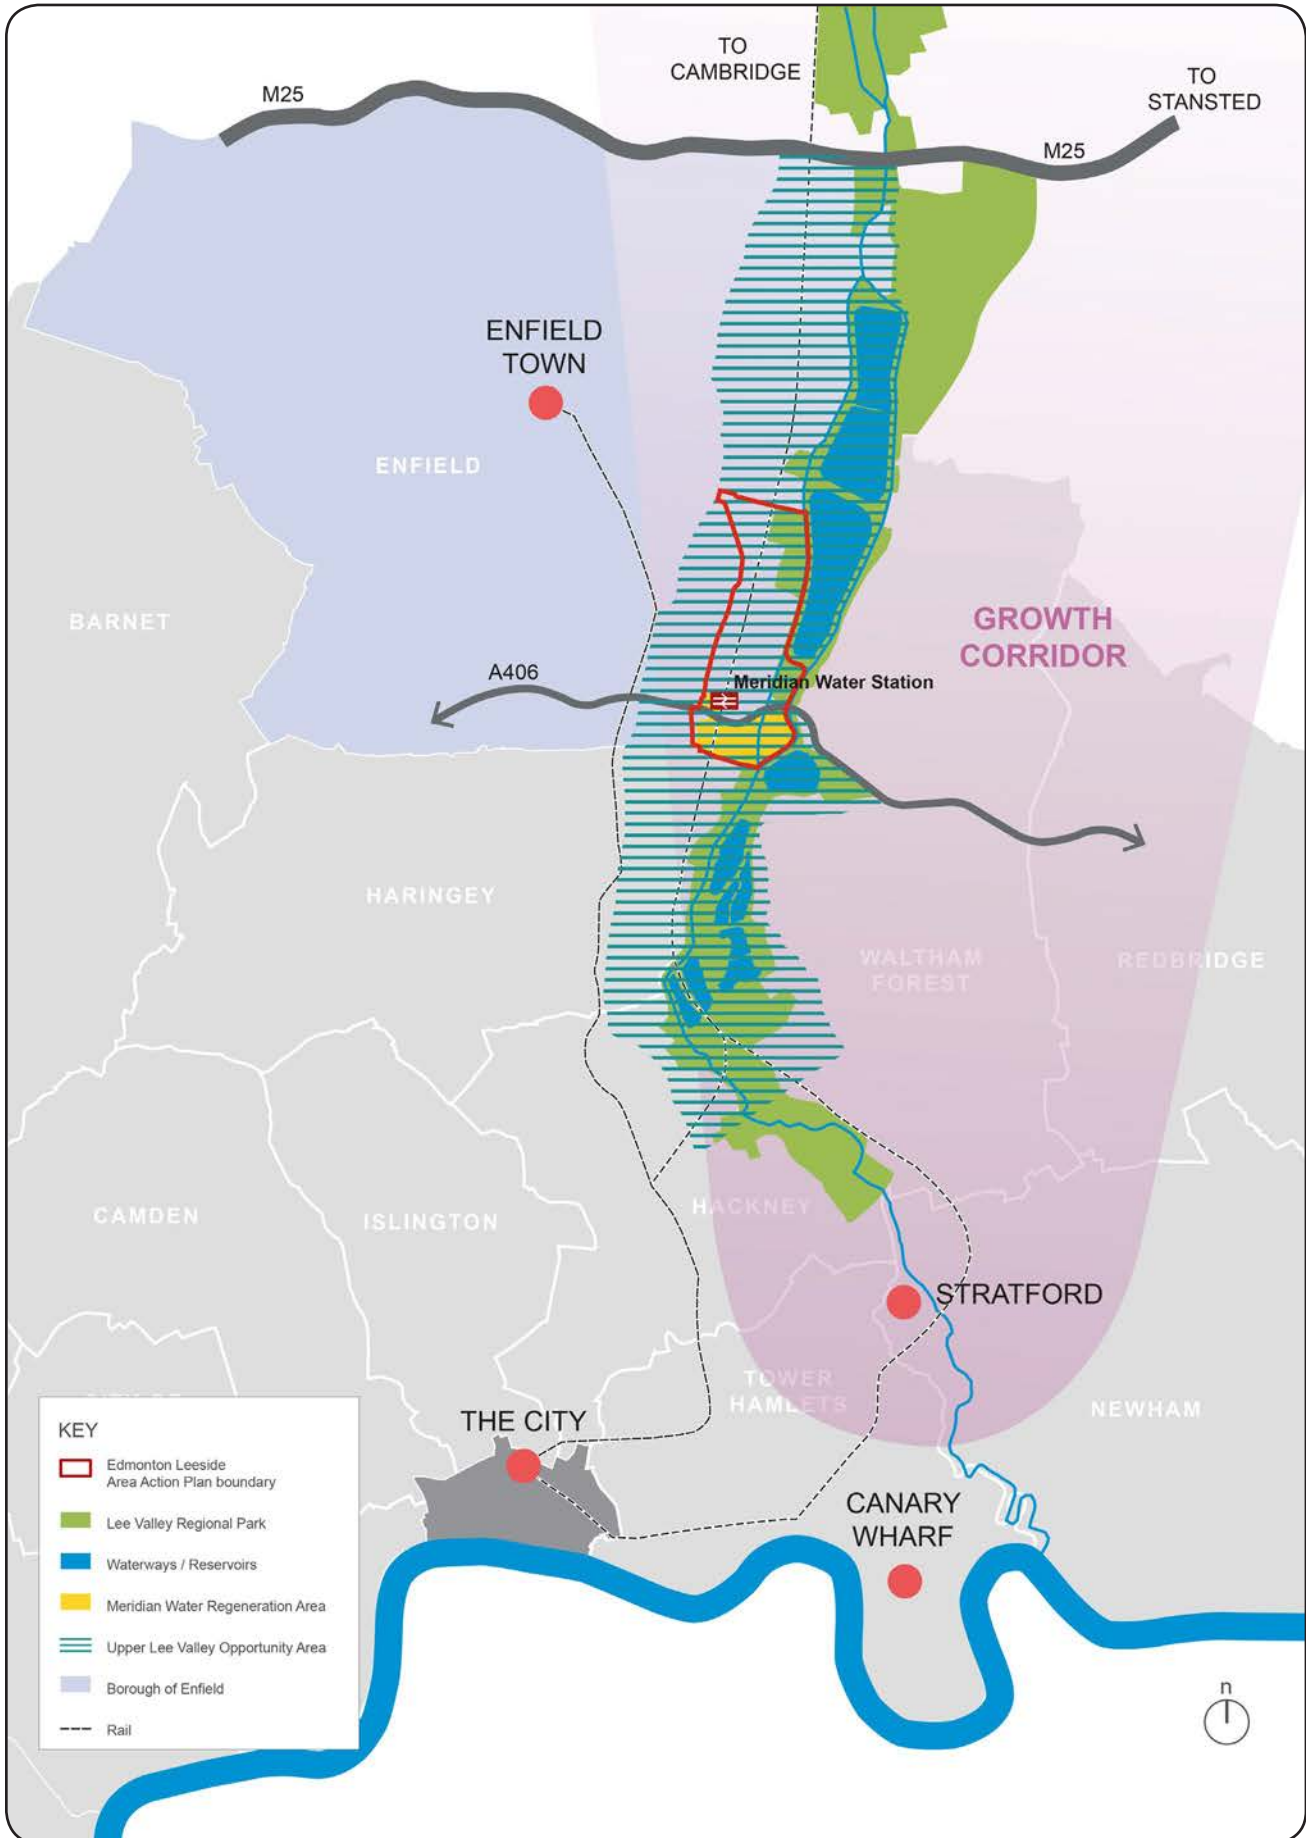 TO
CAMBRIDGE
TO
STANSTED
M25
M25
ENFIELD
TOWN
ENFIELD
BARNET
GROWTH
CORRIDOR
A406
Meridian Water Station
HARINGEY
WALTHAM
FOREST
REDBRIDGE
CAMDEN
ISLINGTON
HACKNEY
STRATFORD
TOWER
HAMLETS
NEWHAM
THE CITY
CANARY
WHARF
KEY
Edmonton Leeside
Area Action Plan boundary
Lee Valley Regional Park
Waterways / Reservoirs
Meridian Water Regeneration Area
Upper Lee Valley Opportunity Area
Borough of Enfield
Rail
n